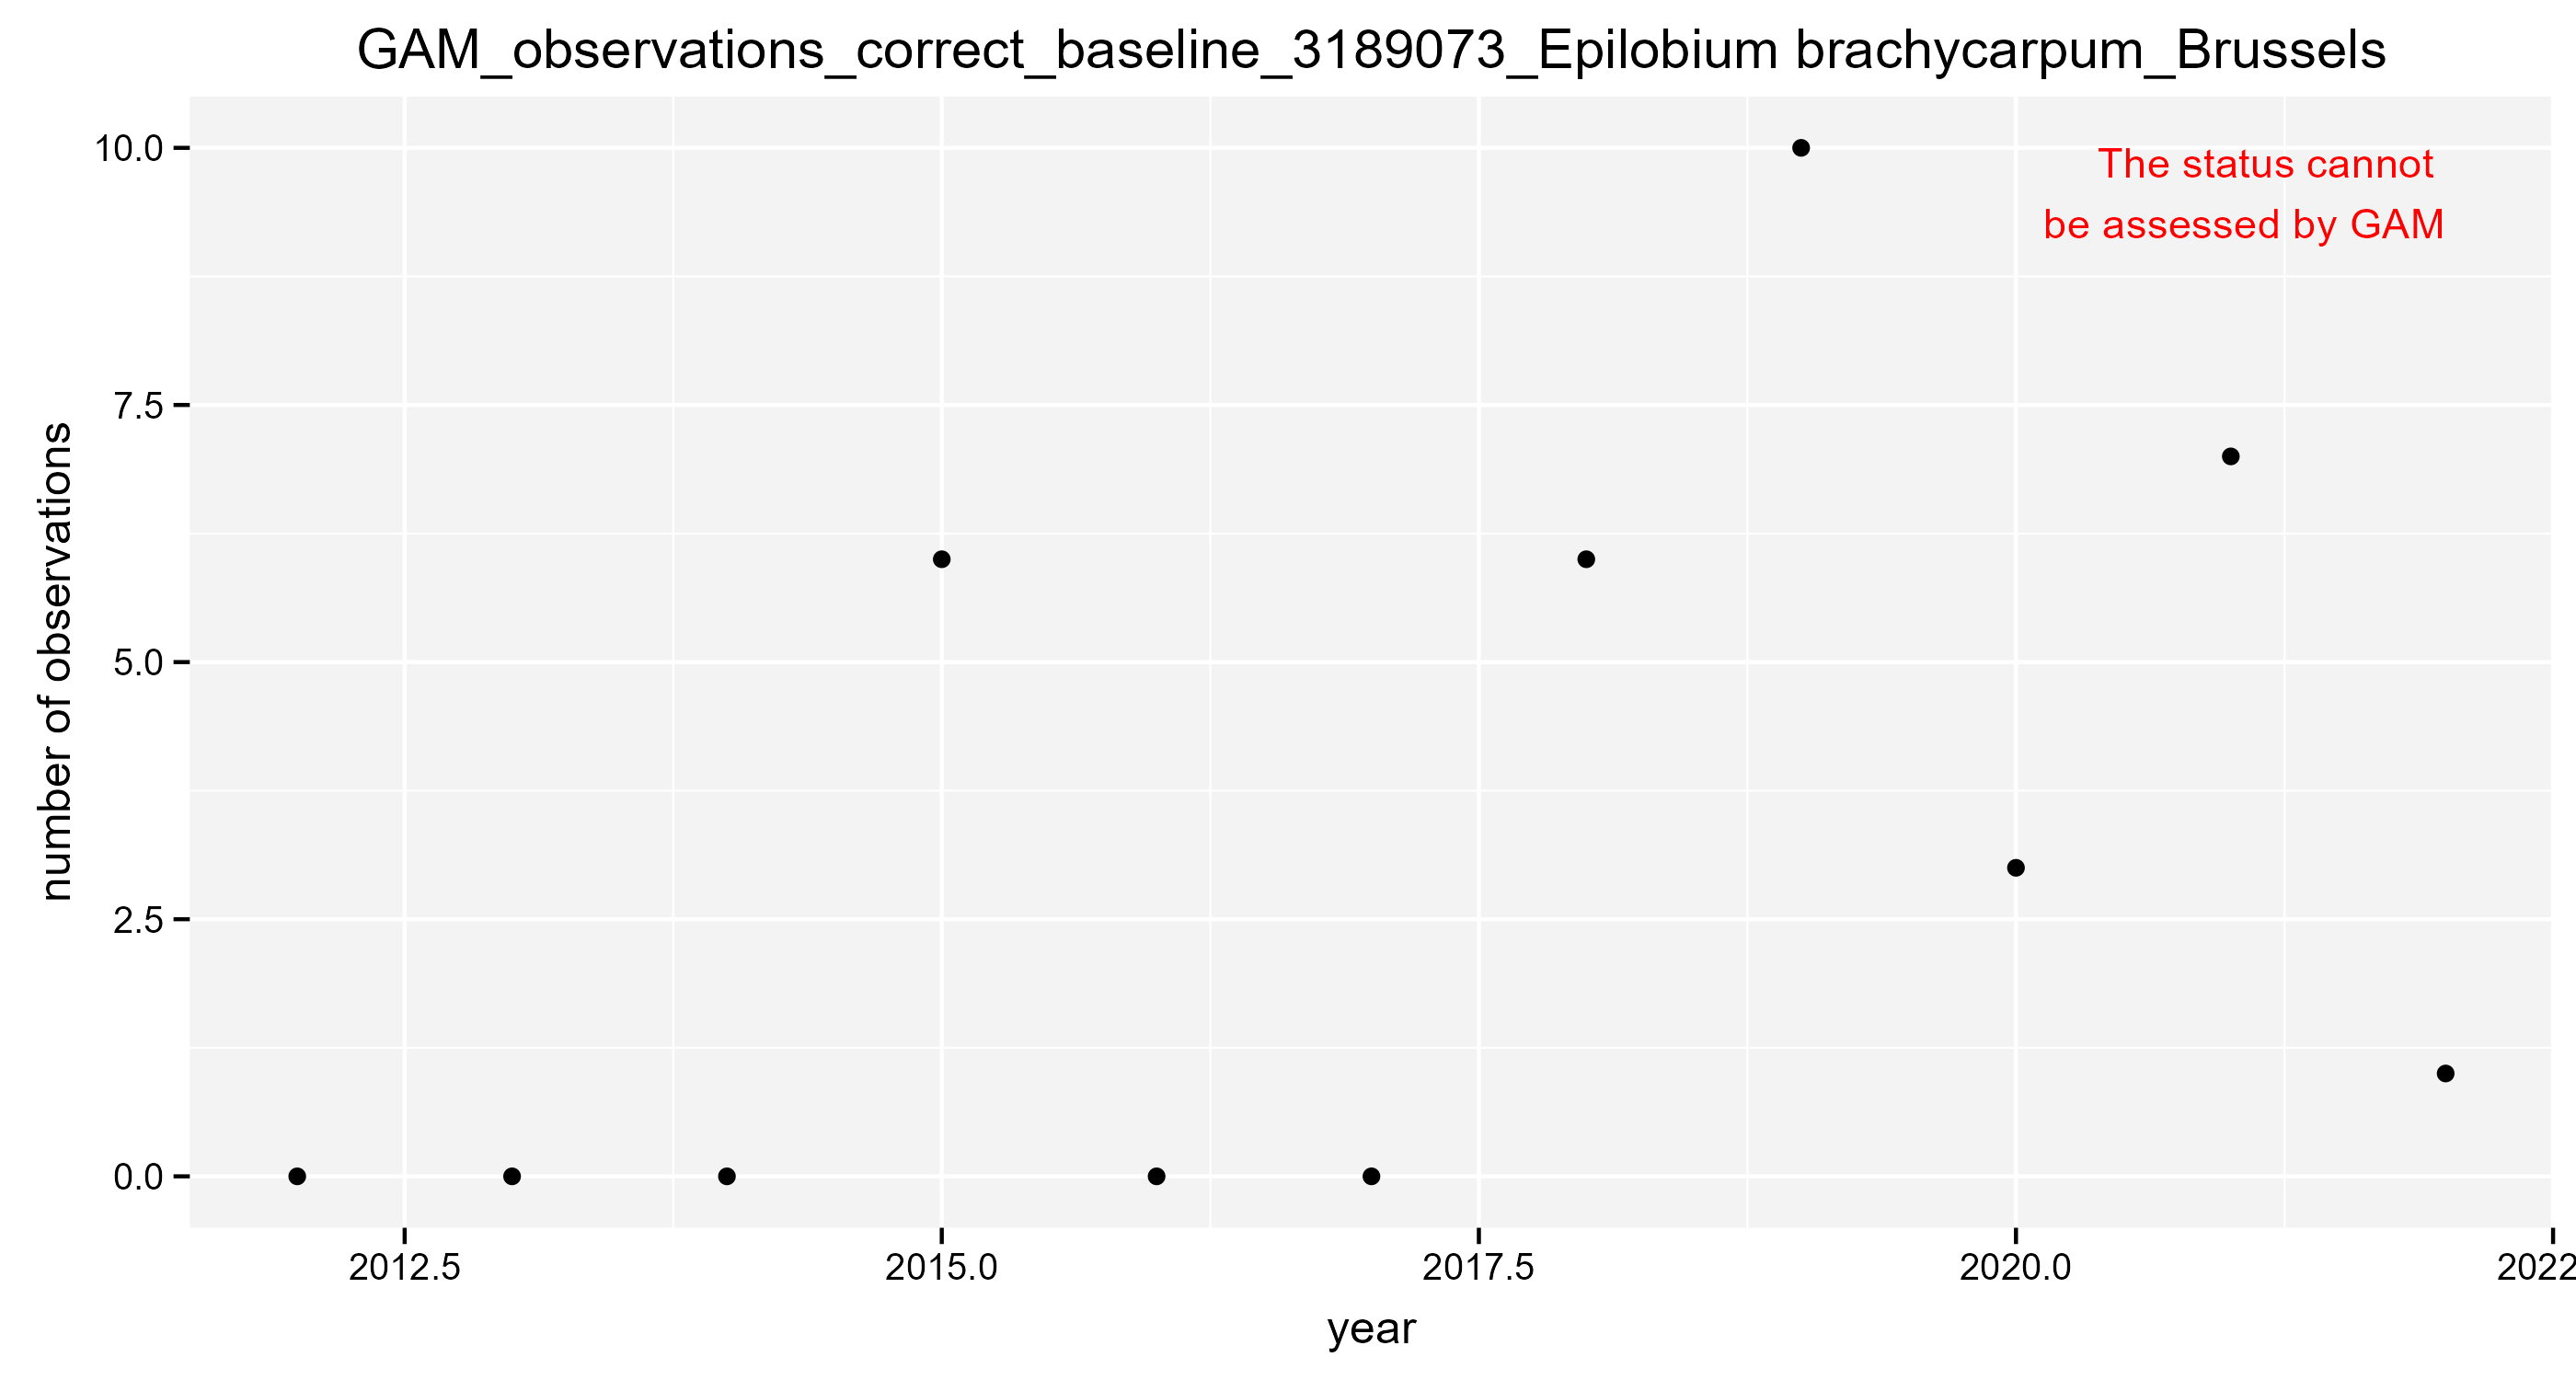 GAM_observations_correct_baseline_3189073_Epilobium brachycarpum_Brussels
The status cannot
be assessed by GAM
number of observations
10.0
7.5
5.0
2.5
0.0
2012.5
2015.0
2017.5
2020.0
2022
year